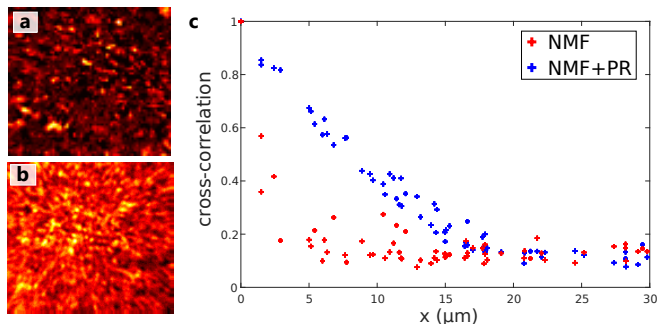 a
b
c
cross-correlation
1
0.8
0.6
0.4
0.2
0
0 5 10 15 20 25 30
x (μm)
NMF
NMF+PR